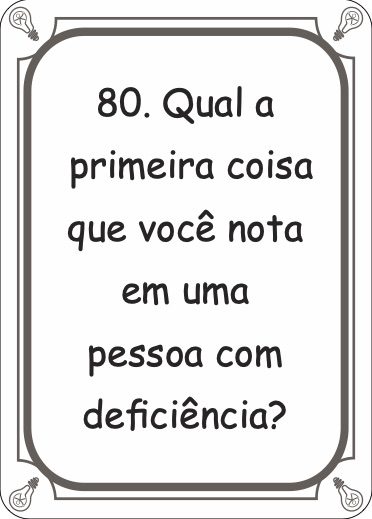 80. Qual a
primeira coisa
que você nota
em uma
pessoa com
deficiência?